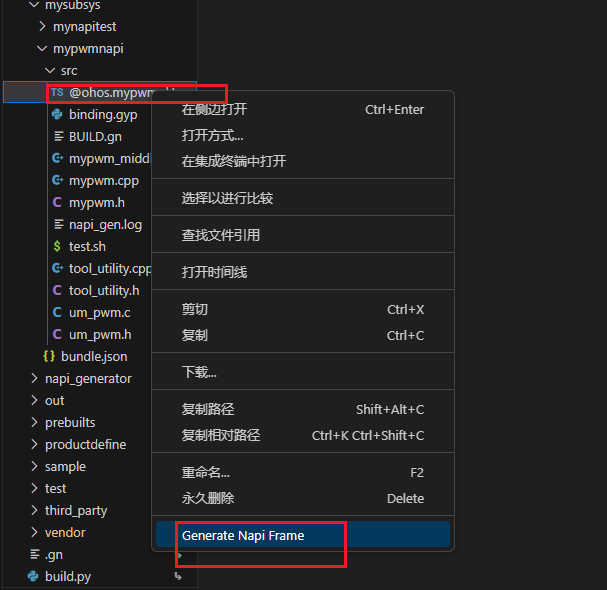 mysubsys
mynapitest
mypwmnapi
src
TS @ohos.mypwm
binding.gyp
BUILD.gn
mypwm_middl
mypwm.cpp
mypwm.h
napi_gen.log
test.sh
tool_utility.cpp
tool_utility.h
um_pwm.c
um_pwm.h
{} bundle.json
napi_generator
out
prebuilts
productdefine
sample
test
third_party
vendor
.gn
build.py
在侧边打开 Ctrl+Enter
打开方式...
在集成终端中打开
选择以进行比较
查找文件引用
打开时间线
剪切 Ctrl+X
复制 Ctrl+C
下载...
复制路径 Shift+Alt+C
复制相对路径 Ctrl+K Ctrl+Shift+C
重命名... F2
永久删除 Delete
Generate Napi Frame